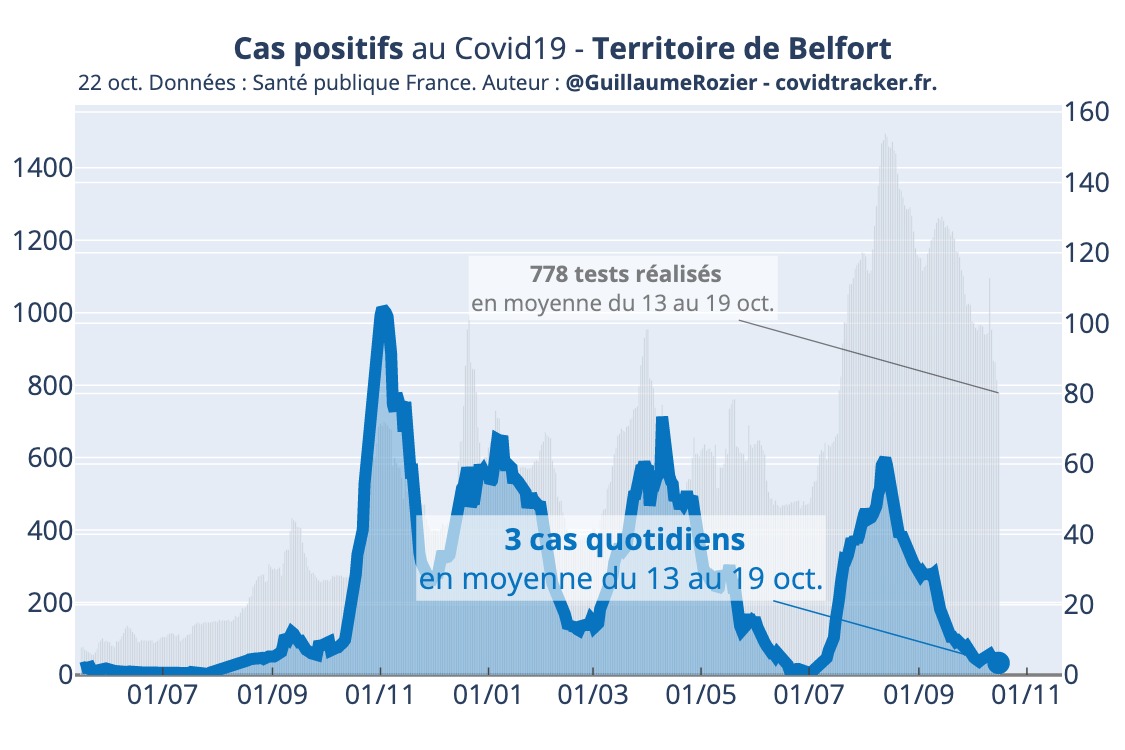 Cas positifs au Covid19 - Territoire de Belfort
22 oct. Données : Santé publique France. Auteur : @GuillaumeRozier - covidtracker.fr.
160
1400
140
1200
120
778 tests réalisés
en moyenne du 13 au 19 oct.
1000
100
800
80
600
60
400
40
3 cas quotidiens
en moyenne du 13 au 19 oct.
200
20
0
0
01/07 01/09 01/11 01/01 01/03 01/05 01/07 01/09 01/11